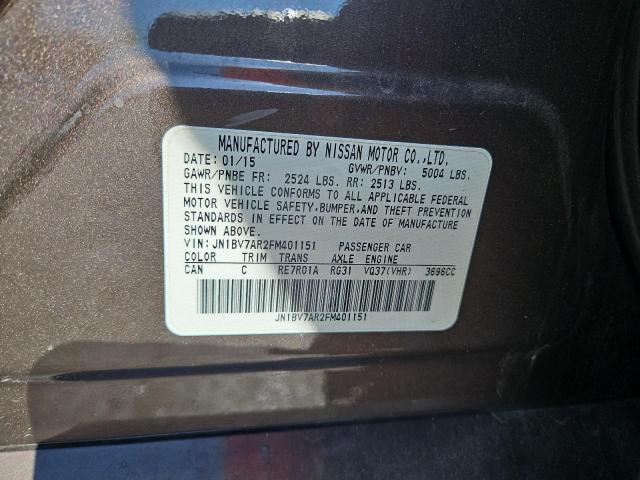 MANUFACTURED BY NISSAN MOTOR CO.,LTD.
DATE: 01/15 GVWR/PNBV: 5004 LBS.
GAWR/PNBE FR: 2524 LBS. RR: 2513 LBS.
THIS VEHICLE CONFORMS TO ALL APPLICABLE FEDERAL
MOTOR VEHICLE SAFETY,BUMPER,AND THEFT PREVENTION
STANDARDS IN EFFECT ON THE DATE OF MANUFACTURE
SHOWN ABOVE.
VIN: JN1BV7AR2FM401151 PASSENGER CAR
COLOR TRIM TRANS AXLE ENGINE
CAN C RE7R01A RG31 VQ37(VHR) 3696CC
JN1BV7AR2FM401151